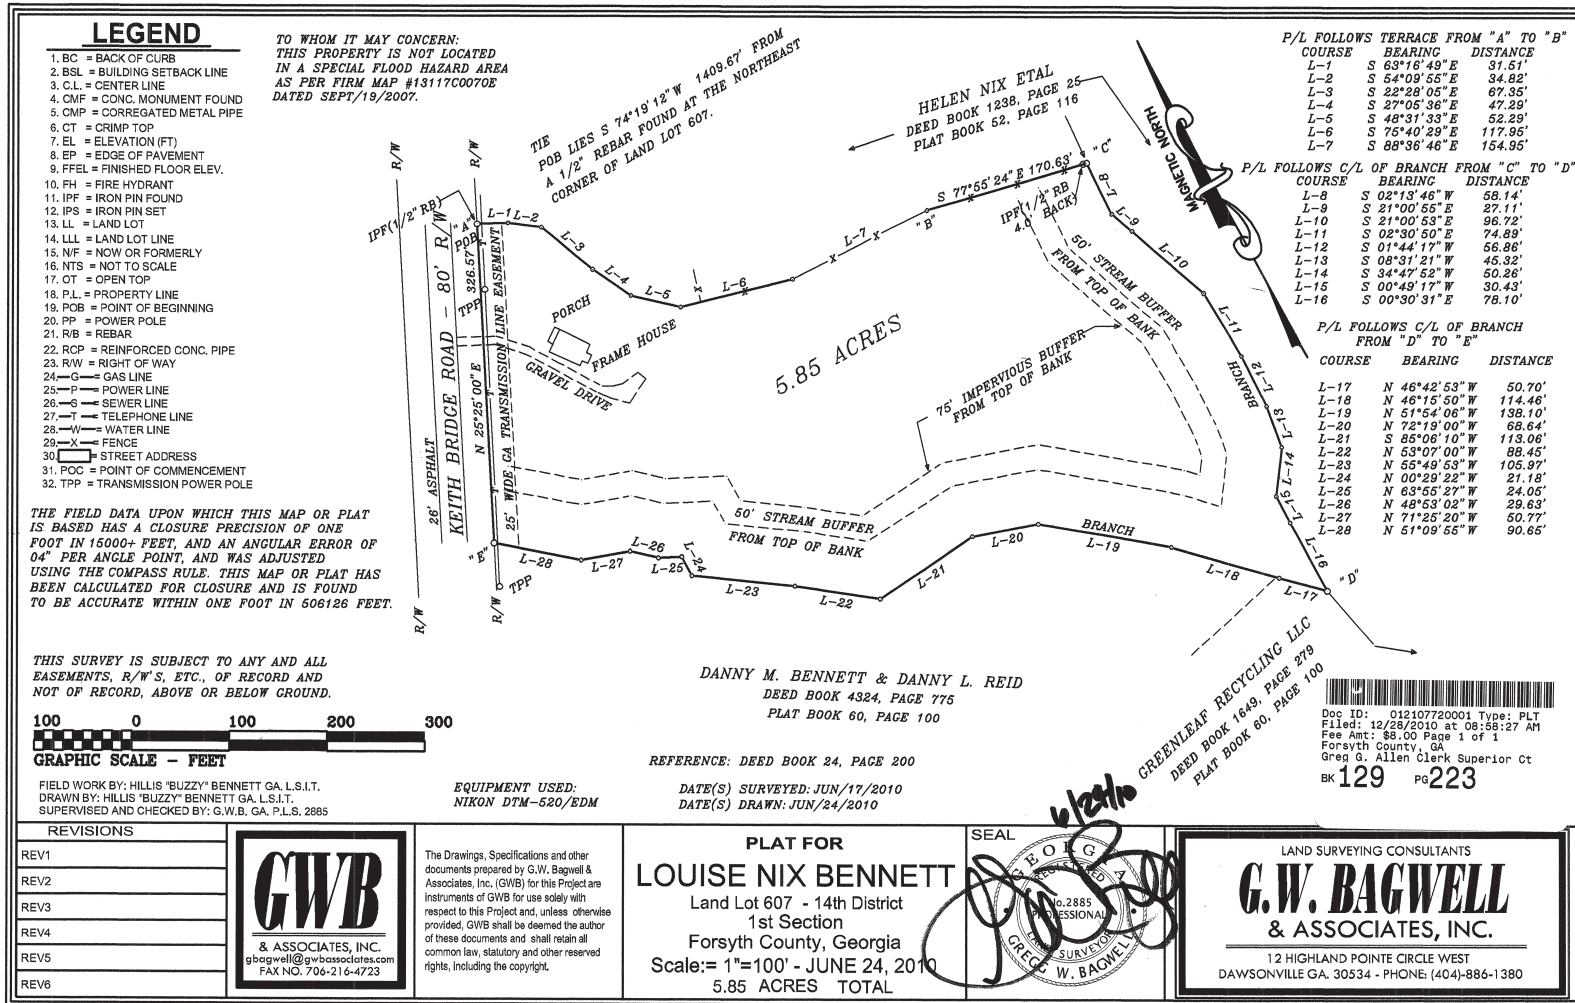 LEGEND
1. BC = BACK OF CURB
2. BSL = BUILDING SETBACK LINE
3. C.L. = CENTER LINE
4. CMF = CONC. MONUMENT FOUND
5. CMP = CORREGATED METAL PIPE
6. CT = CRIMP TOP
7. EL = ELEVATION (FT)
8. EP = EDGE OF PAVEMENT
9. FFEL = FINISHED FLOOR ELEV.
10. FH = FIRE HYDRANT
11. IPF = IRON PIN FOUND
12. IPS = IRON PIN SET
13. LL = LAND LOT
14. LLL = LAND LOT LINE
15. N/F = NOW OR FORMERLY
16. NTS = NOT TO SCALE
17. OT = OPEN TOP
18. P.L. = PROPERTY LINE
19. POB = POINT OF BEGINNING
20. PP = POWER POLE
21. R/B = REBAR
22. RCP = REINFORCED CONC. PIPE
23. R/W = RIGHT OF WAY
24.—G—= GAS LINE
25.—P—= POWER LINE
26.—S—= SEWER LINE
27.—T—= TELEPHONE LINE
28.—W—= WATER LINE
29.—X—= FENCE
30. = STREET ADDRESS
31. POC = POINT OF COMMENCEMENT
32. TPP = TRANSMISSION POWER POLE
TO WHOM IT MAY CONCERN:
THIS PROPERTY IS NOT LOCATED
IN A SPECIAL FLOOD HAZARD AREA
AS PER FIRM MAP #13117C0070E
DATED SEPT/19/2007.
TIE
POB LIES S 74°19'12"W 1409.67' FROM
A 1/2" REBAR FOUND AT THE NORTHEAST
CORNER OF LAND LOT 607.
HELEN NIX ETAL
DEED BOOK 1238, PAGE 25
PLAT BOOK 52, PAGE 116
MAGNETIC NORTH
P/L FOLLOWS TERRACE FROM "A" TO "B"
COURSE BEARING DISTANCE
L-1 S 63°16'49"E 31.51'
L-2 S 54°09'55"E 34.82'
L-3 S 22°28'05"E 67.35'
L-4 S 27°05'36"E 47.29'
L-5 S 48°31'33"E 52.29'
L-6 S 75°40'29"E 117.95'
L-7 S 88°36'46"E 154.95'
P/L FOLLOWS C/L OF BRANCH FROM "C" TO "D"
COURSE BEARING DISTANCE
L-8 S 02°13'46"W 58.14'
L-9 S 21°00'55"E 27.11'
L-10 S 21°00'53"E 96.72'
L-11 S 02°30'50"E 74.89'
L-12 S 01°44'17"W 56.86'
L-13 S 08°31'21"W 45.32'
L-14 S 34°47'52"W 50.26'
L-15 S 00°49'17"W 30.43'
L-16 S 00°30'31"E 78.10'
P/L FOLLOWS C/L OF BRANCH
FROM "D" TO "E"
COURSE BEARING DISTANCE
L-17 N 46°42'53"W 50.70'
L-18 N 46°15'50"W 114.46'
L-19 N 51°54'06"W 138.10'
L-20 N 72°19'00"W 68.64'
L-21 S 85°06'10"W 113.06'
L-22 N 53°07'00"W 88.45'
L-23 N 55°49'53"W 105.97'
L-24 N 00°29'22"W 21.18'
L-25 N 63°55'27"W 24.05'
L-26 N 48°53'02"W 29.63'
L-27 N 71°25'20"W 50.77'
L-28 N 51°09'55"W 90.65'
R/W
R/W
IPF(1/2" RB)
"A"
POB
L-1
L-2
L-3
L-4
L-5
L-6
X
X
L-7
X
X
"B"
S 77°55'24"E 170.63'
X
X
X
"C"
IPF(1/2" RB
4.0' BACK)
L-8
L-9
L-10
L-11
L-12
L-13
L-14
L-15
L-16
BRANCH
"D"
50' STREAM BUFFER
FROM TOP OF BANK
75' IMPERVIOUS BUFFER
FROM TOP OF BANK
5.85 ACRES
PORCH
FRAME HOUSE
GRAVEL DRIVE
26' ASPHALT
KEITH BRIDGE ROAD - 80' R/W
N 25°25'00"E 326.57'
T
T
T
T
TPP
25' WIDE GA TRANSMISSION LINE EASEMENT
50' STREAM BUFFER
FROM TOP OF BANK
"E"
L-28
L-27
L-26
L-25
L-24
L-23
L-22
L-21
L-20
BRANCH
L-19
L-18
L-17
TPP
R/W
R/W
THE FIELD DATA UPON WHICH THIS MAP OR PLAT
IS BASED HAS A CLOSURE PRECISION OF ONE
FOOT IN 15000+ FEET, AND AN ANGULAR ERROR OF
04" PER ANGLE POINT, AND WAS ADJUSTED
USING THE COMPASS RULE. THIS MAP OR PLAT HAS
BEEN CALCULATED FOR CLOSURE AND IS FOUND
TO BE ACCURATE WITHIN ONE FOOT IN 506126 FEET.
THIS SURVEY IS SUBJECT TO ANY AND ALL
EASEMENTS, R/W'S, ETC., OF RECORD AND
NOT OF RECORD, ABOVE OR BELOW GROUND.
100 0 100 200 300
GRAPHIC SCALE - FEET
FIELD WORK BY: HILLIS "BUZZY" BENNETT GA. L.S.I.T.
DRAWN BY: HILLIS "BUZZY" BENNETT GA. L.S.I.T.
SUPERVISED AND CHECKED BY: G.W.B. GA. P.L.S. 2885
EQUIPMENT USED:
NIKON DTM-520/EDM
DANNY M. BENNETT & DANNY L. REID
DEED BOOK 4324, PAGE 775
PLAT BOOK 60, PAGE 100
REFERENCE: DEED BOOK 24, PAGE 200
DATE(S) SURVEYED: JUN/17/2010
DATE(S) DRAWN: JUN/24/2010
GREENLEAF RECYCLING LLC
DEED BOOK 1649, PAGE 279
PLAT BOOK 60, PAGE 100
Doc ID: 012107720001 Type: PLT
Filed: 12/28/2010 at 08:58:27 AM
Fee Amt: $8.00 Page 1 of 1
Forsyth County, GA
Greg G. Allen Clerk Superior Ct
BK 129 PG 223
6/24/10
REVISIONS
REV1
REV2
REV3
REV4
REV5
REV6
GWB
& ASSOCIATES, INC.
gbagwell@gwbassociates.com
FAX NO. 706-216-4723
The Drawings, Specifications and other
documents prepared by G.W. Bagwell &
Associates, Inc. (GWB) for this Project are
instruments of GWB for use solely with
respect to this Project and, unless otherwise
provided, GWB shall be deemed the author
of these documents and shall retain all
common law, statutory and other reserved
rights, including the copyright.
PLAT FOR
LOUISE NIX BENNETT
Land Lot 607 - 14th District
1st Section
Forsyth County, Georgia
Scale:= 1"=100' - JUNE 24, 2010
5.85 ACRES TOTAL
SEAL
GEORGIA
REGISTERED
No.2885
PROFESSIONAL
LAND SURVEYOR
GREGG W. BAGWELL
LAND SURVEYING CONSULTANTS
G.W. BAGWELL
& ASSOCIATES, INC.
12 HIGHLAND POINTE CIRCLE WEST
DAWSONVILLE GA. 30534 - PHONE: (404)-886-1380